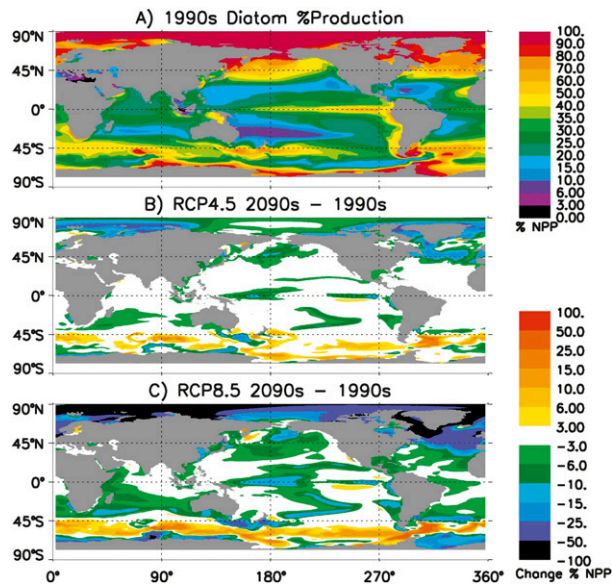 A) 1990s Diatom %Production
90°N
45°N
0°N
45°S
90°S
100.
90.0
80.0
70.0
60.0
50.0
40.0
35.0
30.0
25.0
20.0
15.0
10.0
6.00
3.00
0.00
% NPP
B) RCP4.5 2090s – 1990s
90°N
45°N
0°N
45°S
90°S
C) RCP8.5 2090s – 1990s
90°N
45°N
0°N
45°S
90°S
0° 90° 180° 270° 360°
100.
50.0
25.0
15.0
10.0
6.00
3.00
−3.0
−6.0
−10.
−15.
−25.
−50.
−100
Change % NPP